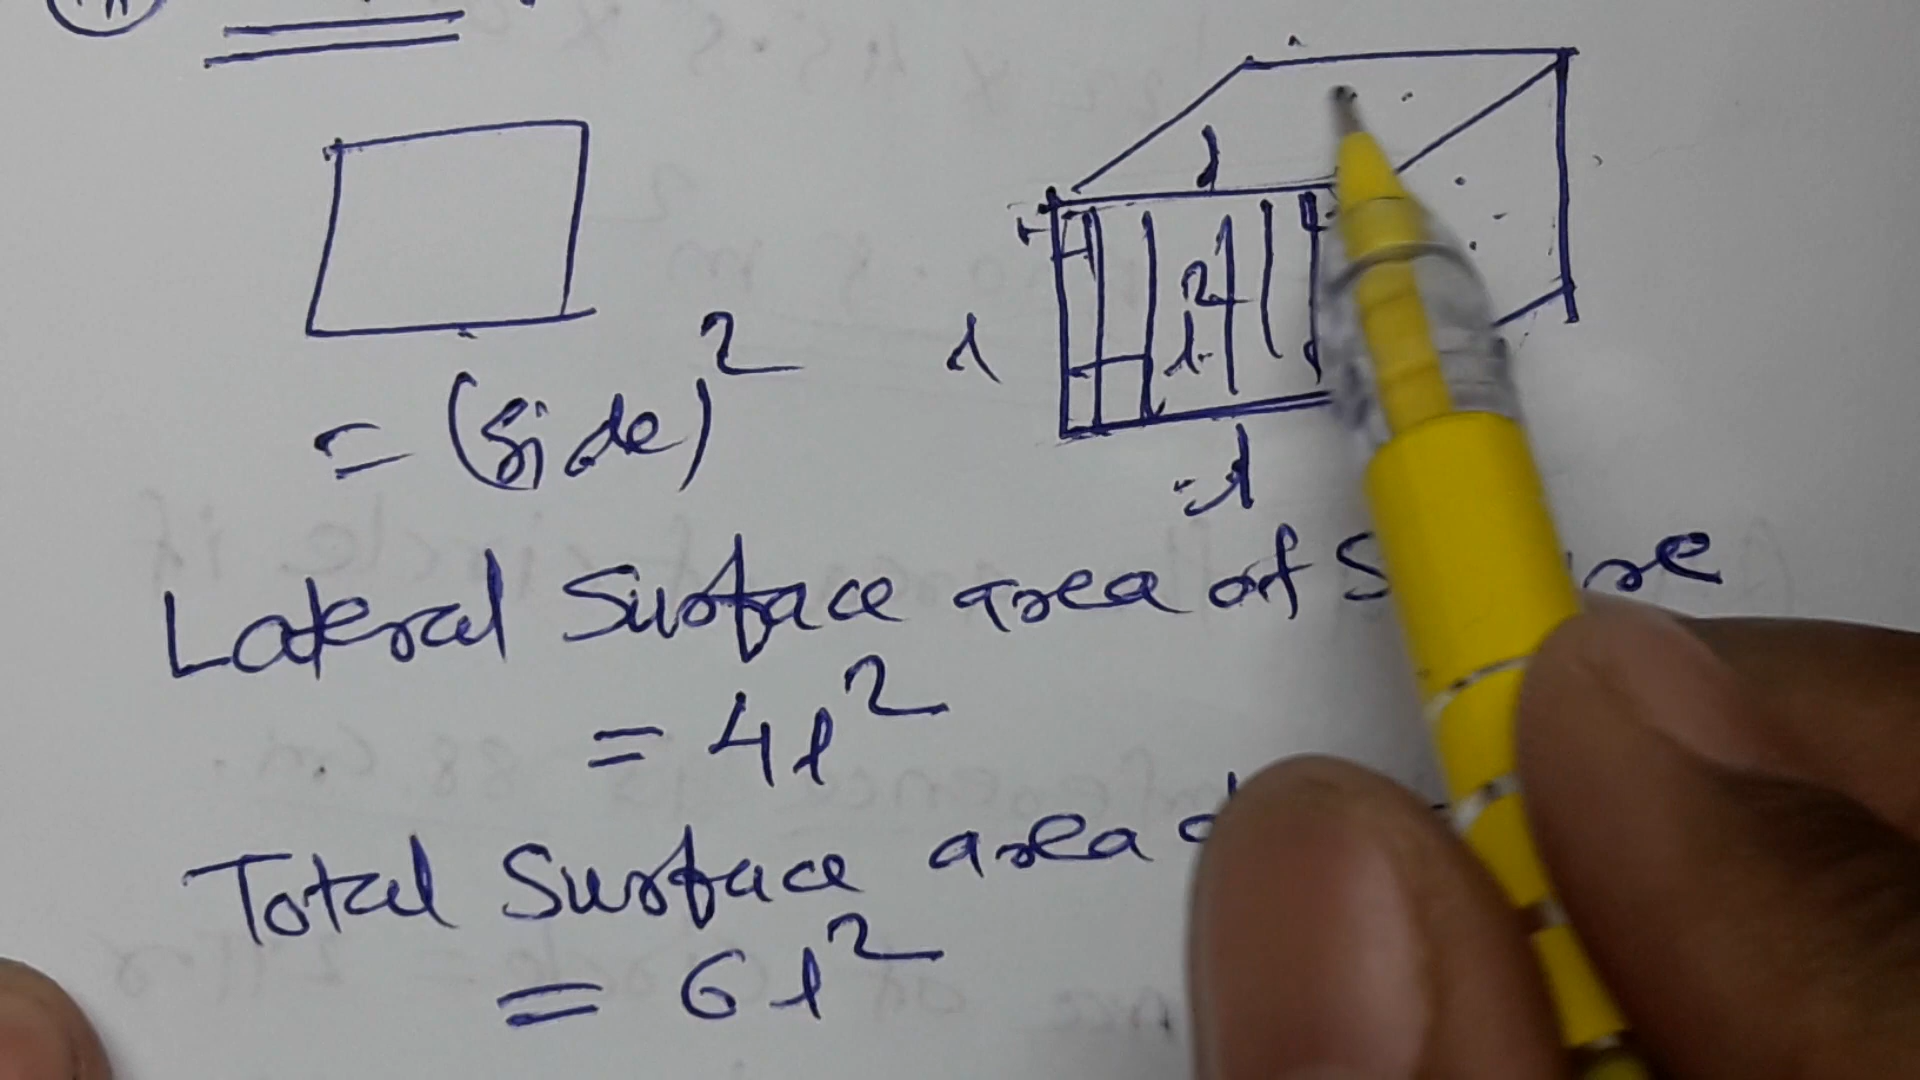 = (Side)²
l
l
l
Lateral Surface area of
= 4l²
Total Surface area
= 6l²